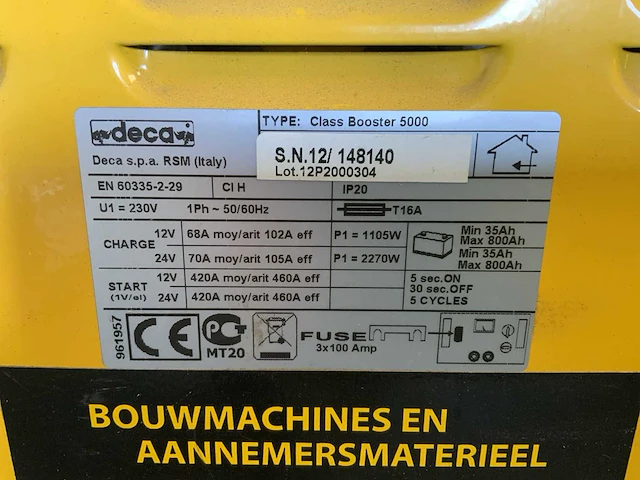 deca
TYPE: Class Booster 5000
Deca s.p.a. RSM (Italy)
S.N.12/ 148140
Lot.12P2000304
EN 60335-2-29 Cl H IP20
U1 = 230V 1Ph ~ 50/60Hz T16A
CHARGE 12V 68A moy/arit 102A eff P1 = 1105W Min 35Ah Max 800Ah
24V 70A moy/arit 105A eff P1 = 2270W Min 35Ah Max 800Ah
START (1V/el) 12V 420A moy/arit 460A eff 5 sec.ON
30 sec.OFF
24V 420A moy/arit 460A eff 5 CYCLES
961957 CE PCT MT20 FUSE 3x100 Amp
BOUWMACHINES EN
AANNEMERSMATERIEEL